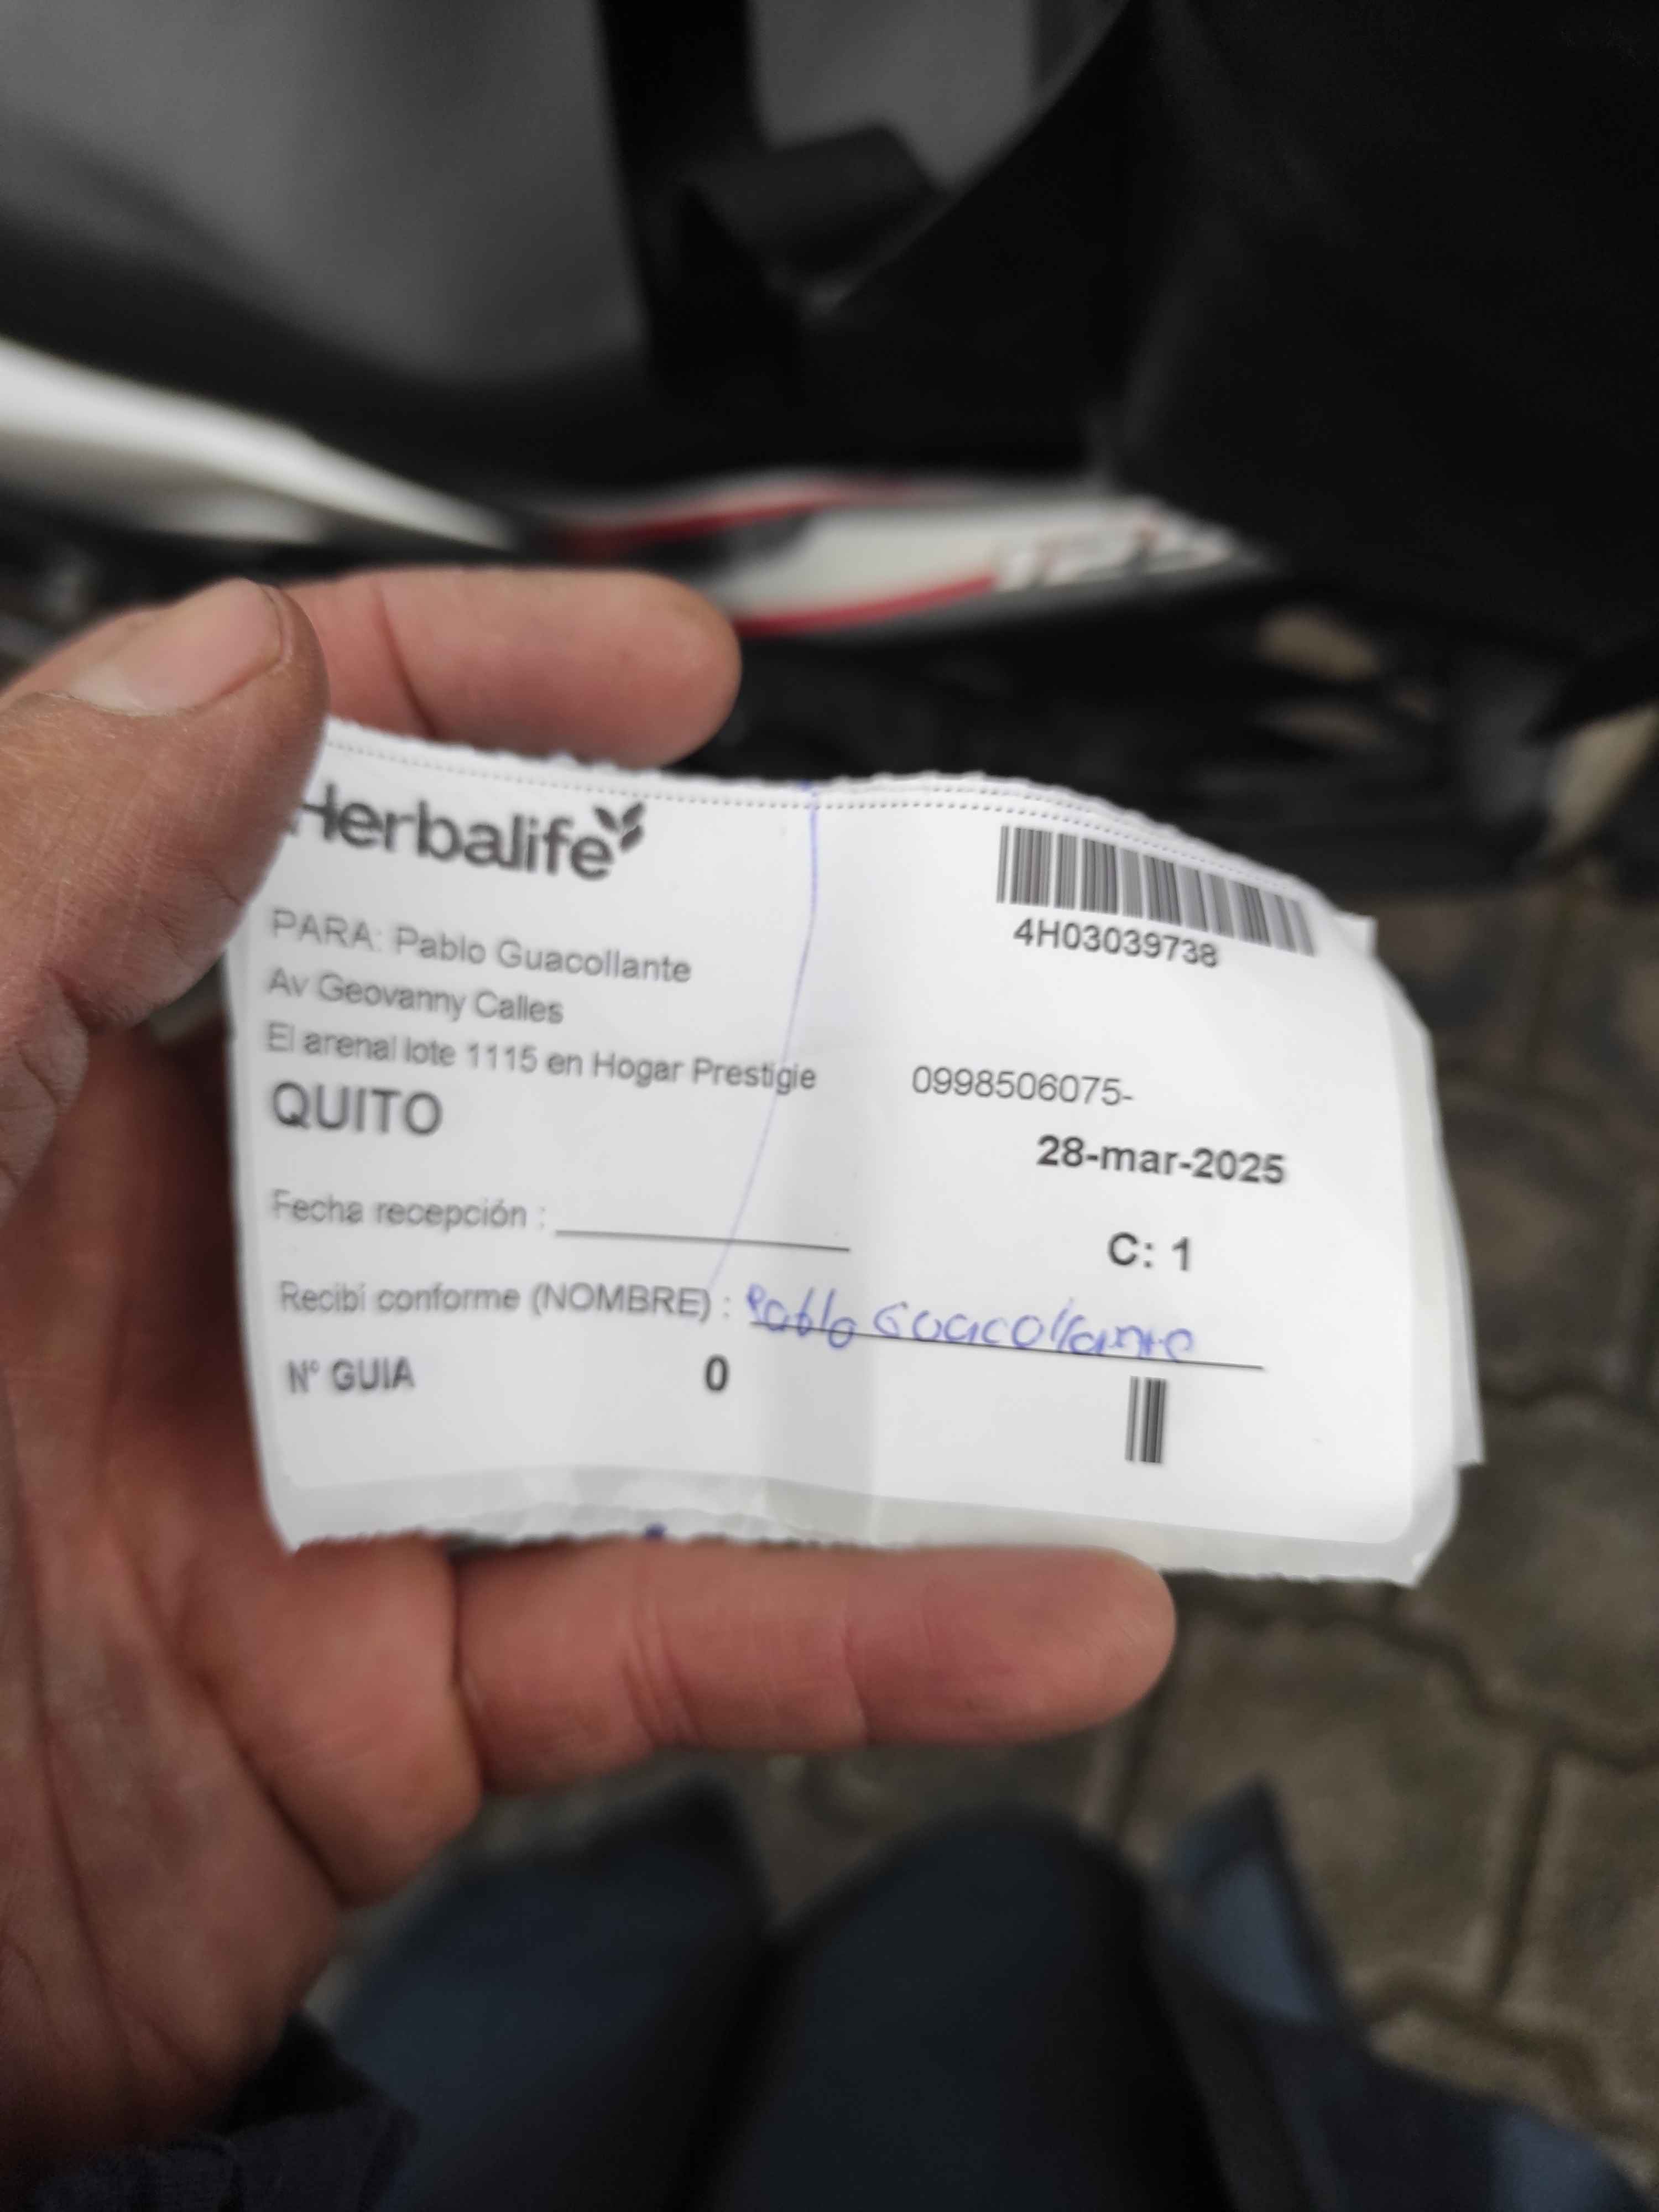 Herbalife
4H03039738
PARA: Pablo Guacollante
Av Geovanny Calles
El arenal lote 1115 en Hogar Prestigie
0998506075-
QUITO
28-mar-2025
Fecha recepción :
C: 1
Recibí conforme (NOMBRE) : Pablo Guacollante
N° GUIA 0
125